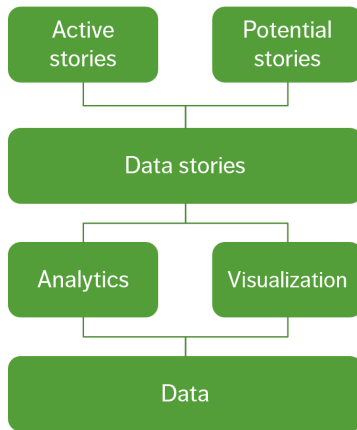 Active
stories
Potential
stories
Data stories
Analytics
Visualization
Data